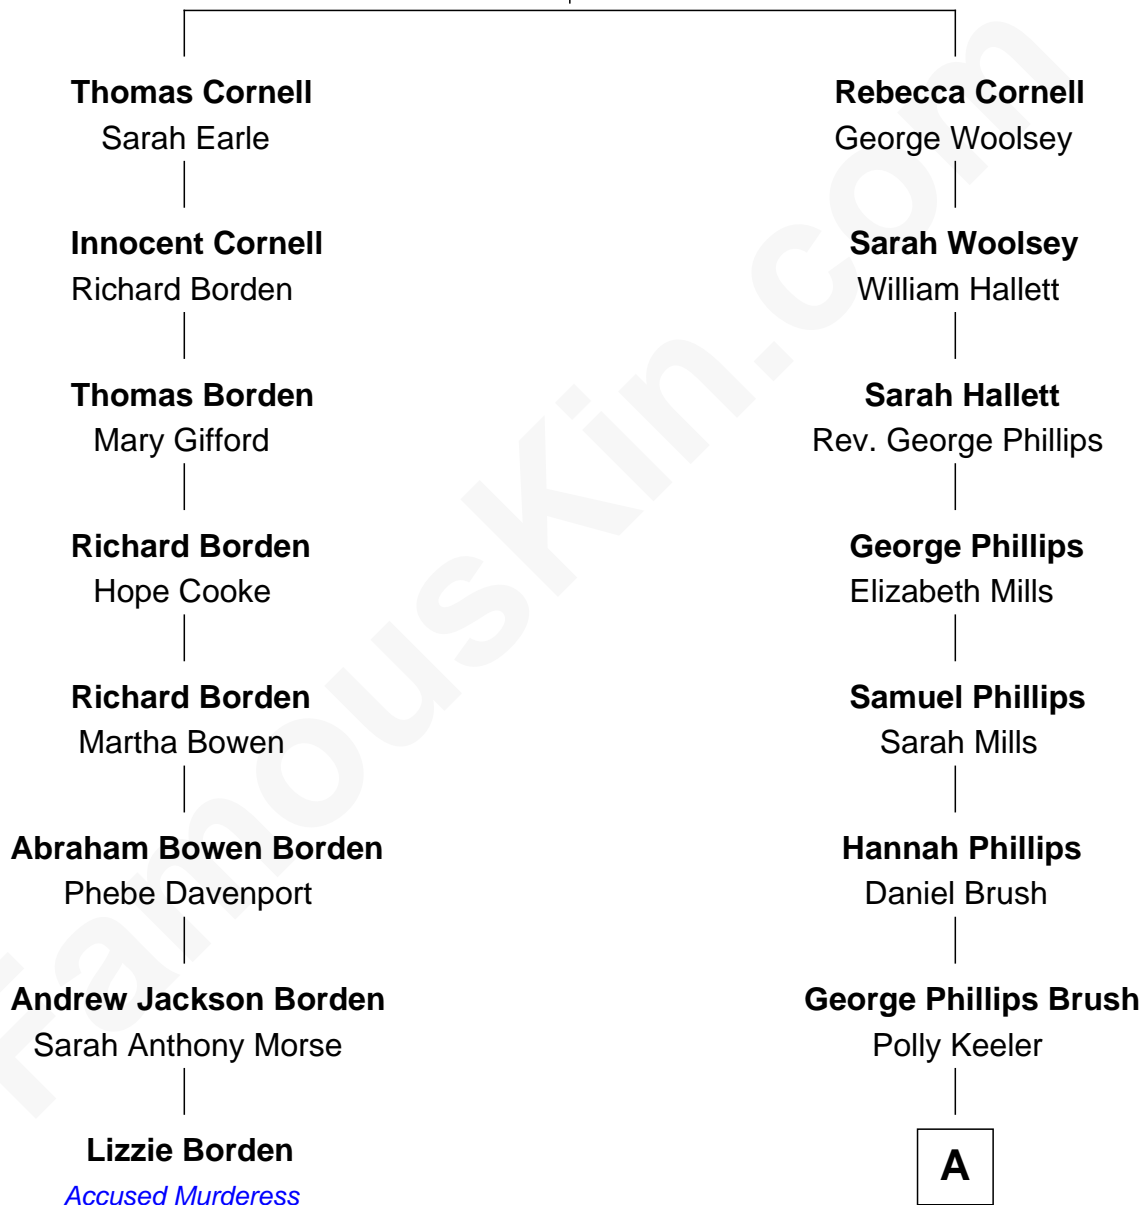 Thomas Cornell
Sarah Earle
Rebecca Cornell
George Woolsey
Innocent Cornell
Richard Borden
Sarah Woolsey
William Hallett
Thomas Borden
Mary Gifford
Sarah Hallett
Rev. George Phillips
Richard Borden
Hope Cooke
George Phillips
Elizabeth Mills
Richard Borden
Martha Bowen
Samuel Phillips
Sarah Mills
Abraham Bowen Borden
Phebe Davenport
Hannah Phillips
Daniel Brush
Andrew Jackson Borden
Sarah Anthony Morse
George Phillips Brush
Polly Keeler
Lizzie Borden
Accused Murderess
A
FamousKin.com